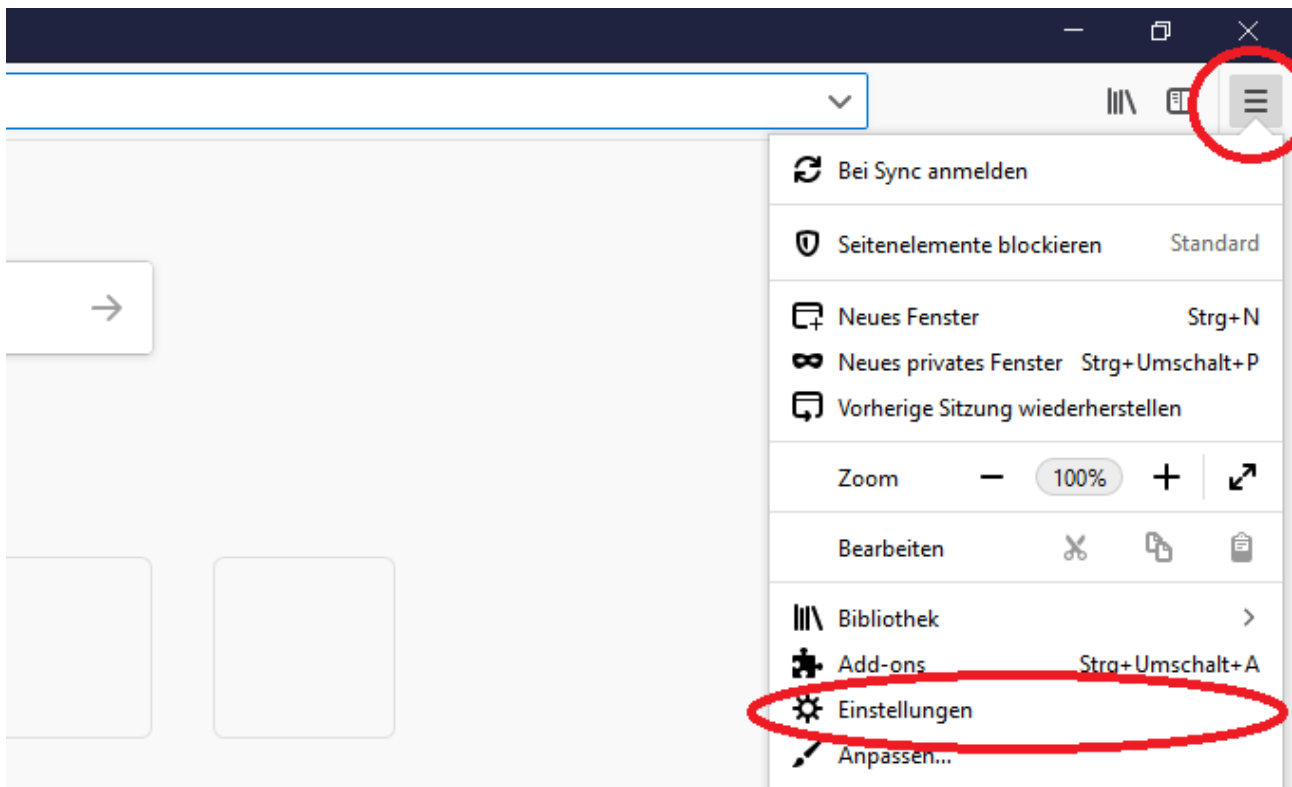 Bei Sync anmelden
Seitenelemente blockieren Standard
Neues Fenster Strg+N
Neues privates Fenster Strg+Umschalt+P
Vorherige Sitzung wiederherstellen
Zoom 100%
Bearbeiten
Bibliothek
Add-ons Strg+Umschalt+A
Einstellungen
Anpassen...